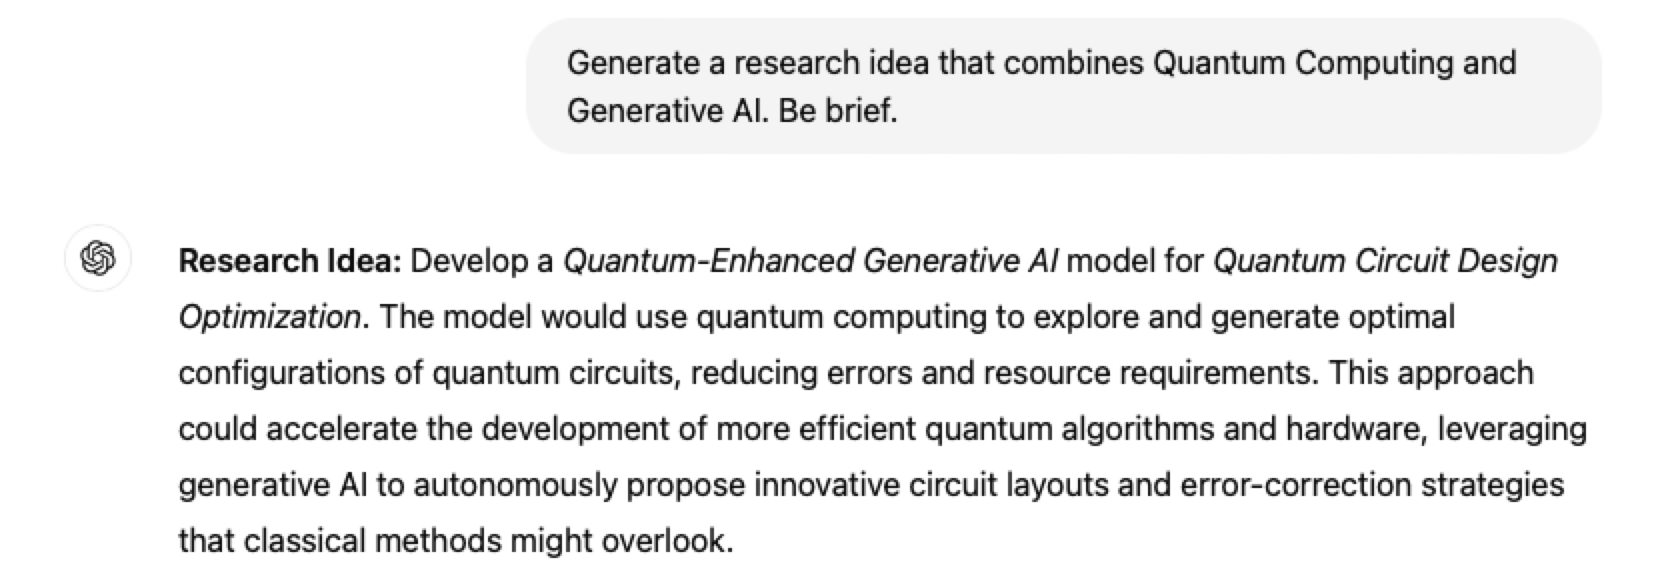 Generate a research idea that combines Quantum Computing and
Generative AI. Be brief.
Research Idea: Develop a Quantum-Enhanced Generative AI model for Quantum Circuit Design
Optimization. The model would use quantum computing to explore and generate optimal
configurations of quantum circuits, reducing errors and resource requirements. This approach
could accelerate the development of more efficient quantum algorithms and hardware, leveraging
generative AI to autonomously propose innovative circuit layouts and error-correction strategies
that classical methods might overlook.